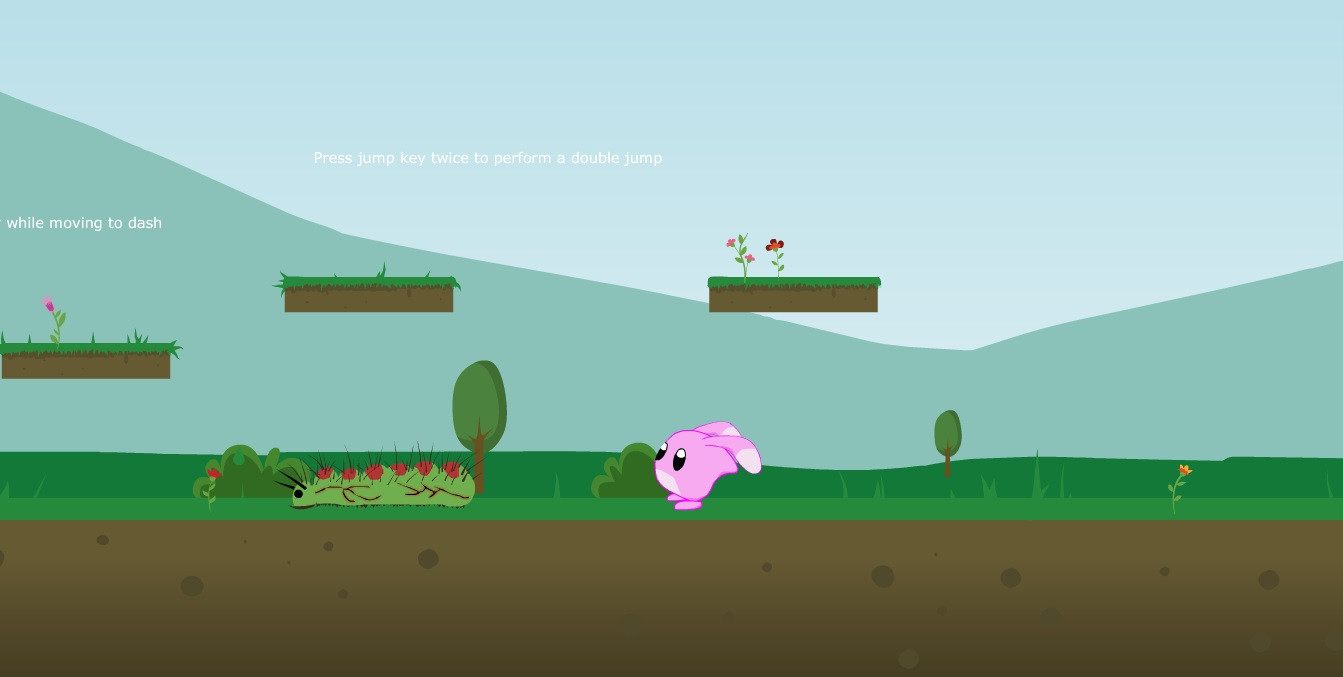 Press jump key twice to perform a double jump
while moving to dash